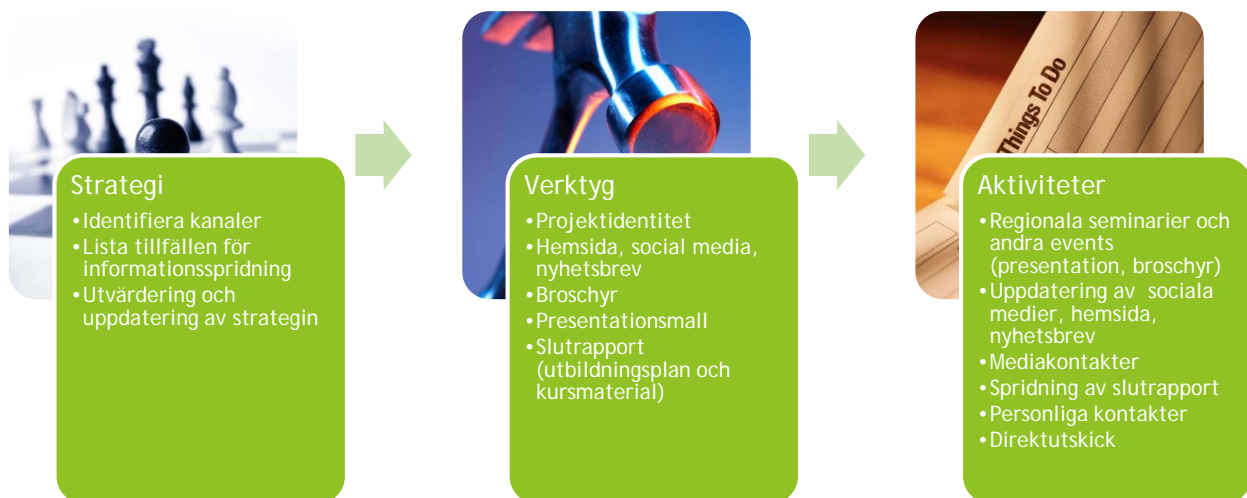 Strategi
•Identifiera kanaler
•Lista tillfällen för
informationsspridning
•Utvärdering och
uppdatering av strategin
Verktyg
•Projektidentitet
•Hemsida, social media,
nyhetsbrev
•Broschyr
•Presentationsmall
•Slutrapport
(utbildningsplan och
kursmaterial)
Things To Do
Aktiviteter
•Regionala seminarier och
andra events
(presentation, broschyr)
•Uppdatering av sociala
medier, hemsida,
nyhetsbrev
•Mediakontakter
•Spridning av slutrapport
•Personliga kontakter
•Direktutskick